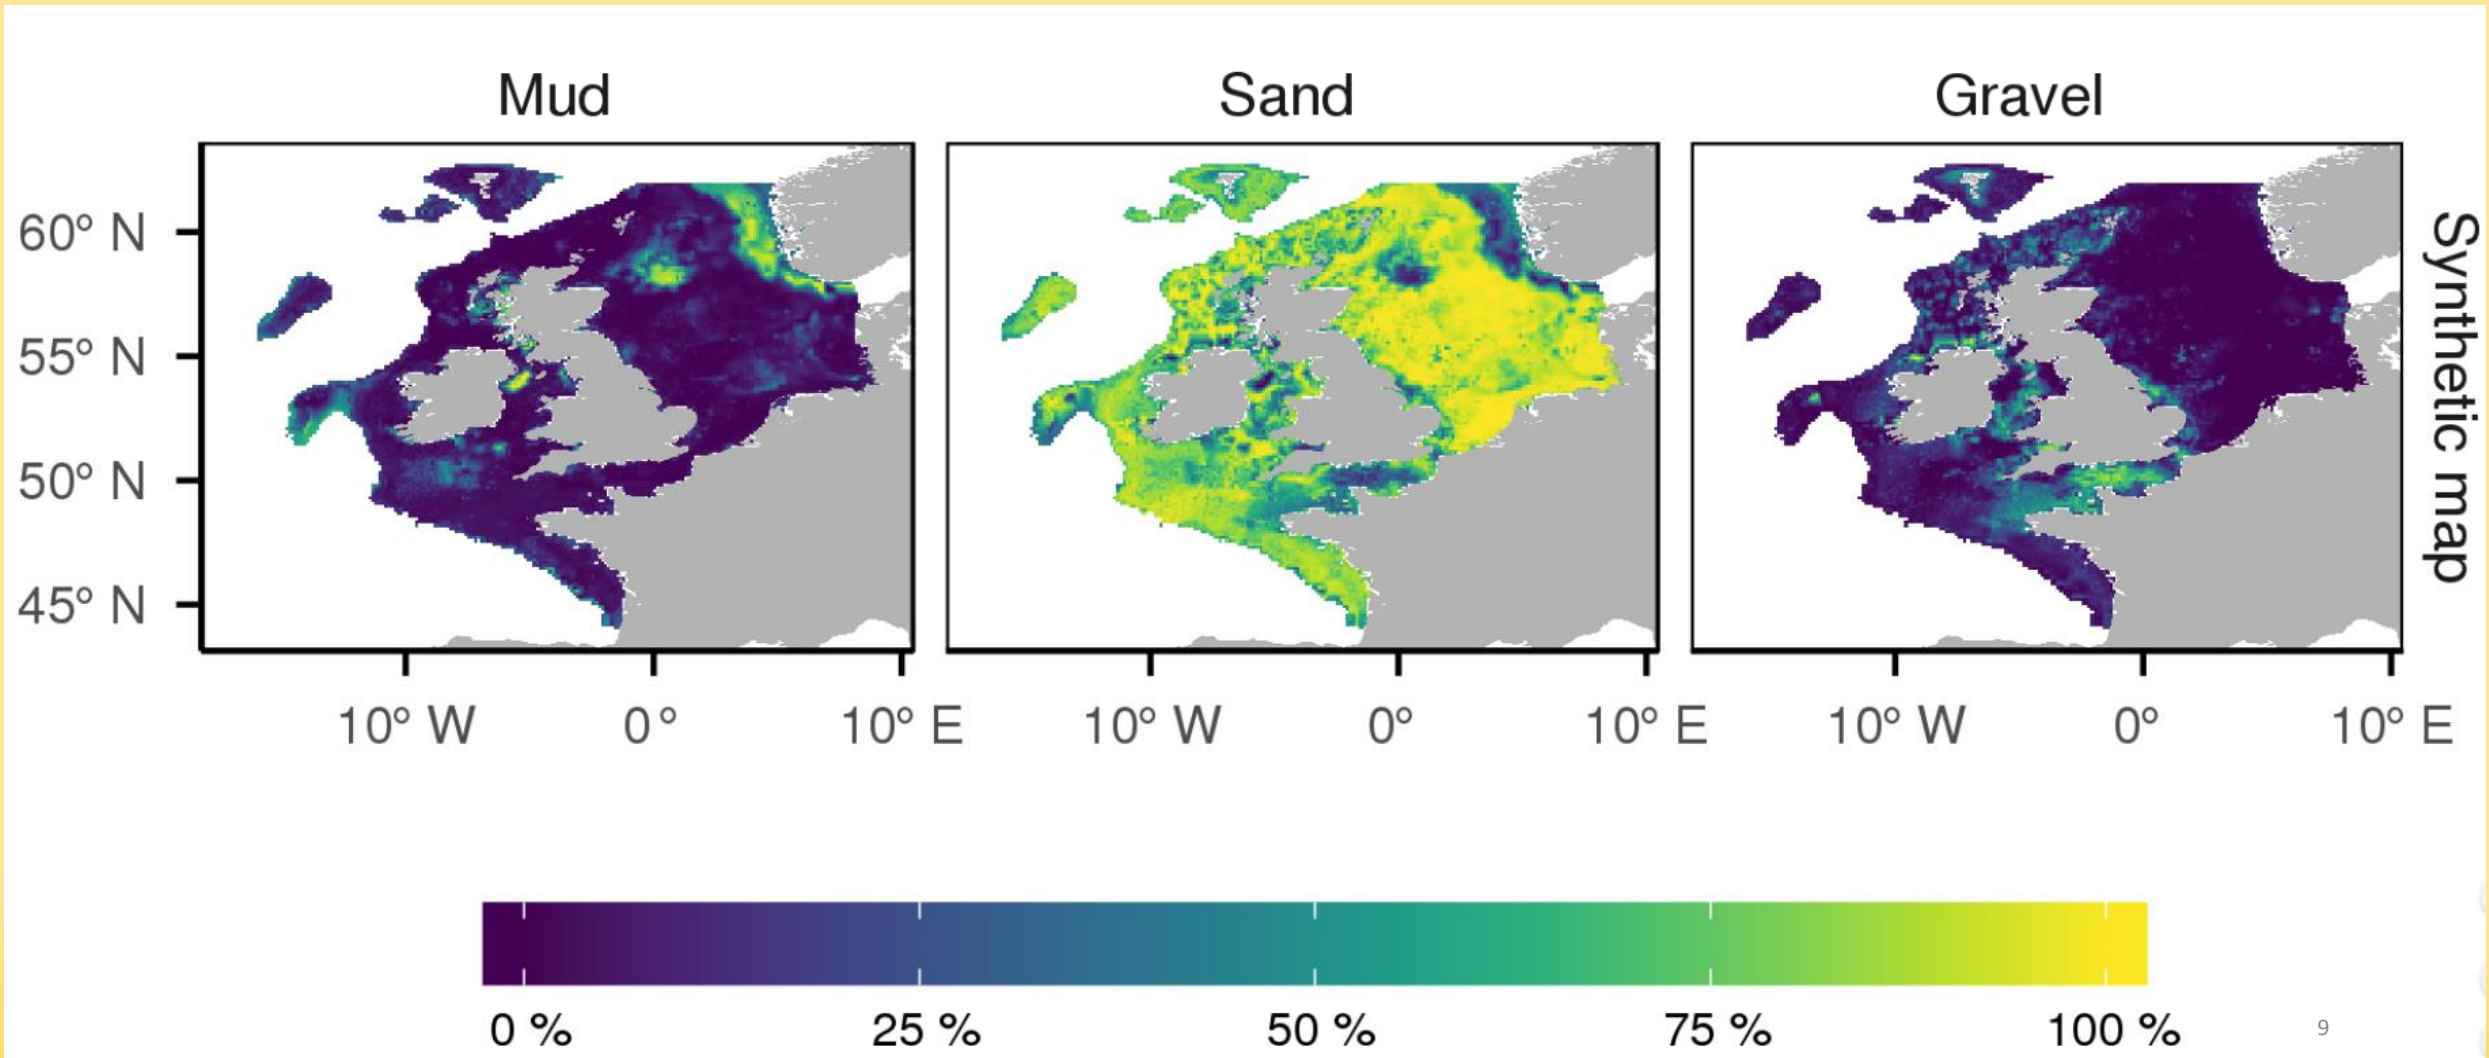 Mud Sand Gravel
60° N
55° N
50° N
45° N
Synthetic map
10° W 0° 10° E 10° W 0° 10° E 10° W 0° 10° E
0 % 25 % 50 % 75 % 100 %
9